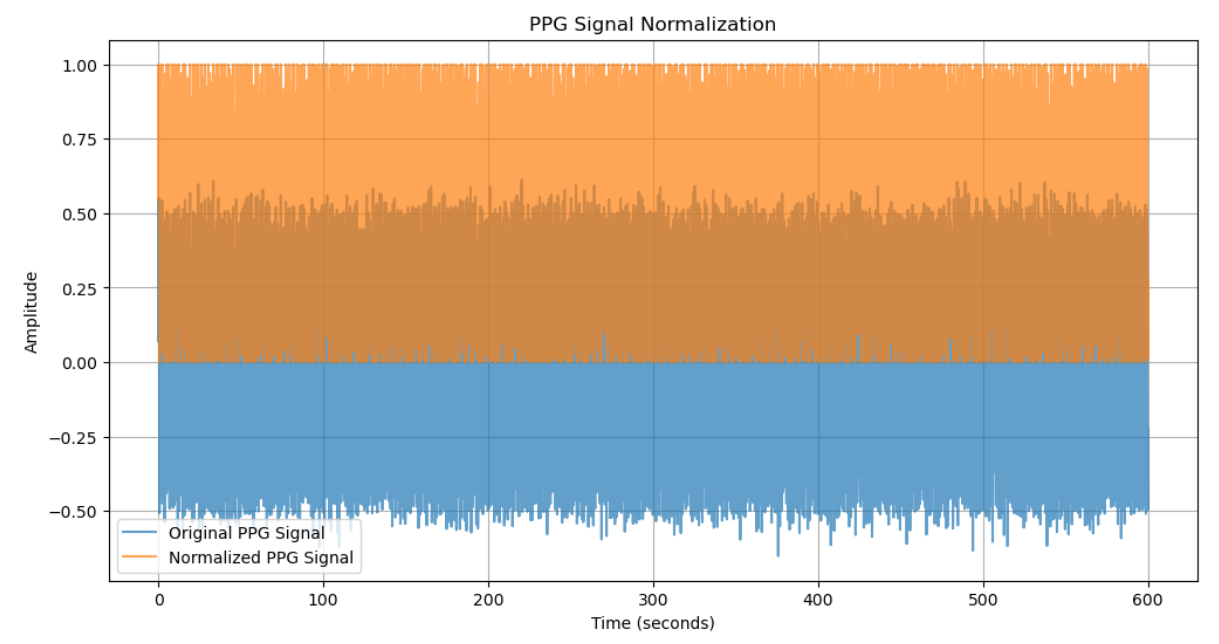 PPG Signal Normalization
Amplitude
1.00
0.75
0.50
0.25
0.00
−0.25
−0.50
Original PPG Signal
Normalized PPG Signal
0 100 200 300 400 500 600
Time (seconds)